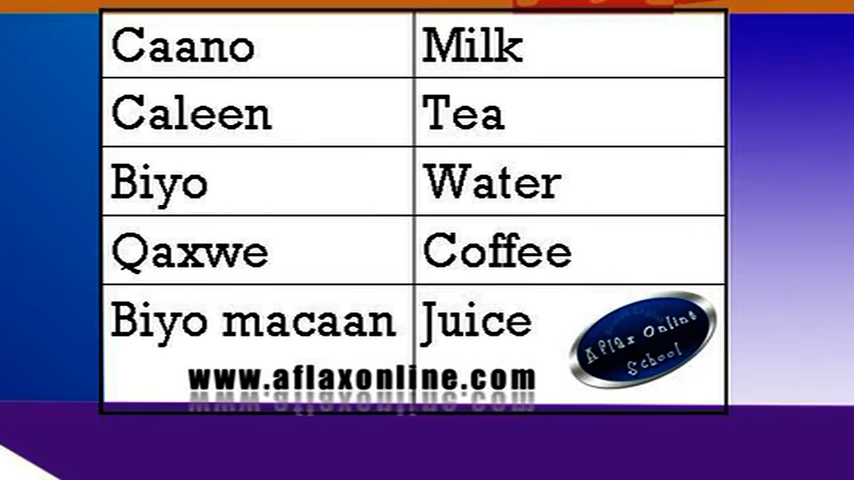 Caano Milk
Caleen Tea
Biyo Water
Qaxwe Coffee
Biyo macaan Juice
www.aflaxonline.com
Aflax Online
School